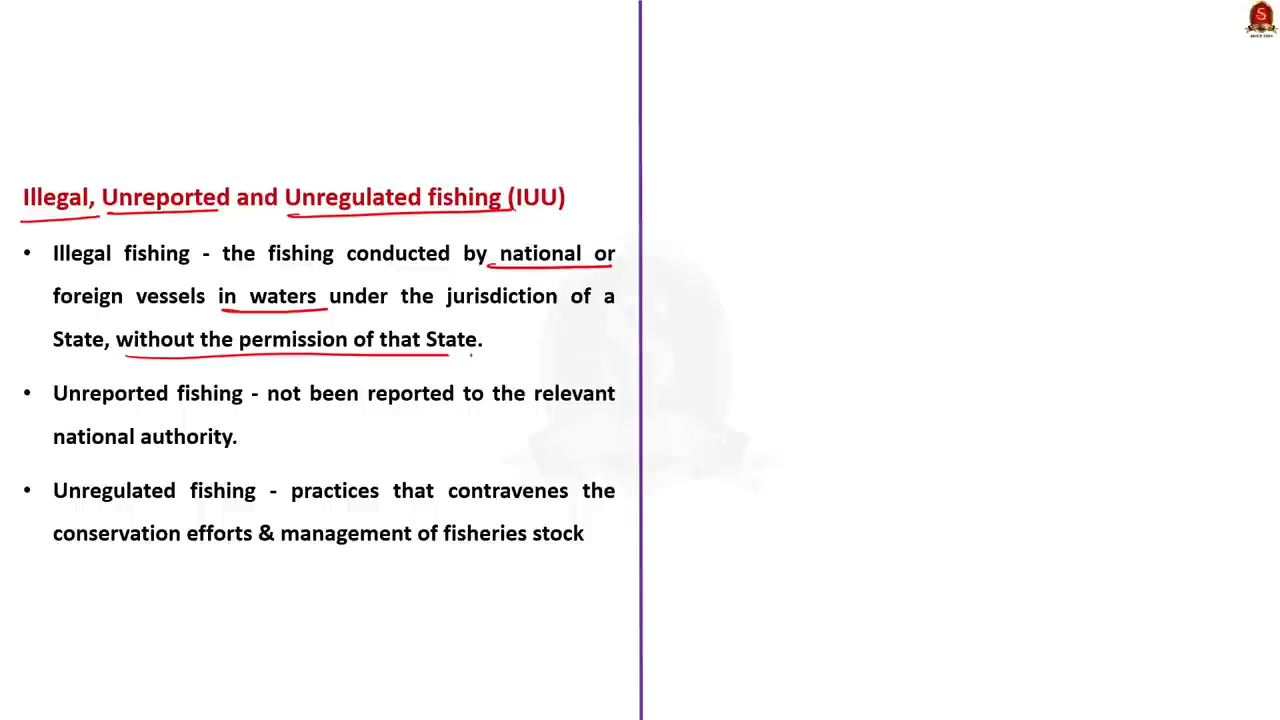 Illegal, Unreported and Unregulated fishing (IUU)
• Illegal fishing - the fishing conducted by national or
foreign vessels in waters under the jurisdiction of a
State, without the permission of that State.
• Unreported fishing - not been reported to the relevant
national authority.
• Unregulated fishing - practices that contravenes the
conservation efforts & management of fisheries stock